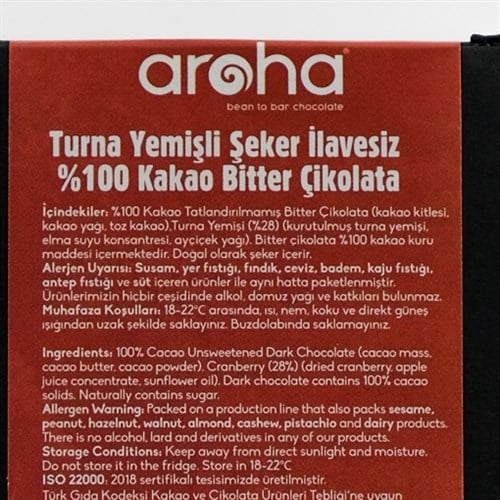 aroha
bean to bar chocolate
Turna Yemişli Şeker İlavesiz
%100 Kakao Bitter Çikolata
İçindekiler: %100 Kakao Tatlandırılmamış Bitter Çikolata (kakao kitlesi,
kakao yağı, toz kakao),Turna Yemişi (%28) (kurutulmuş turna yemişi,
elma suyu konsantresi, ayçiçek yağı). Bitter çikolata %100 kakao kuru
maddesi içermektedir. Doğal olarak şeker içerir.
Alerjen Uyarısı: Susam, yer fıstığı, fındık, ceviz, badem, kaju fıstığı,
antep fıstığı ve süt içeren ürünler ile aynı hatta paketlenmiştir.
Ürünlerimizin hiçbir çeşidinde alkol, domuz yağı ve katkıları bulunmaz.
Muhafaza Koşulları: 18-22°C arasında, ısı, nem, koku ve direkt güneş
ışığından uzak şekilde saklayınız. Buzdolabında saklamayınız.
Ingredients: 100% Cacao Unsweetened Dark Chocolate (cacao mass,
cacao butter, cacao powder). Cranberry (28%) (dried cranberry, apple
juice concentrate, sunflower oil). Dark chocolate contains 100% cacao
solids. Naturally contains sugar.
Allergen Warning: Packed on a production line that also packs sesame,
peanut, hazelnut, walnut, almond, cashew, pistachio and dairy products.
There is no alcohol, lard and derivatives in any of our products.
Storage Conditions: Keep away from direct sunlight and moisture.
Do not store it in the fridge. Store in 18-22°C
ISO 22000: 2018 sertifikalı tesisimizde üretilmiştir.
Türk Gıda Kodeksi Kakao ve Çikolata Ürünleri Tebliği'ne uygun